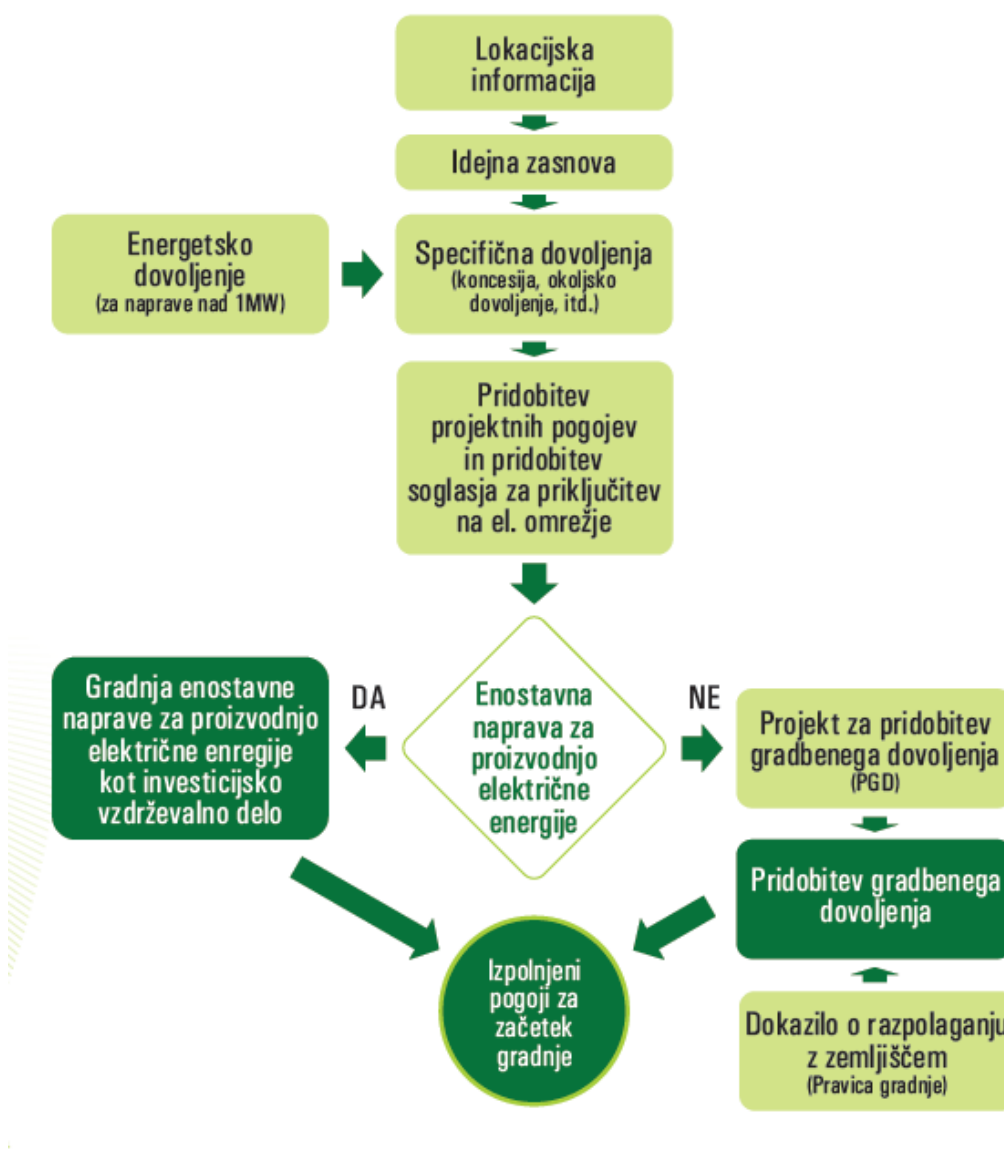 Lokacijska
informacija
Idejna zasnova
Energetsko
dovoljenje
(za naprave nad 1MW)
Specifična dovoljenja
(koncesija, okoljsko
dovoljenje, itd.)
Pridobitev
projektnih pogojev
in pridobitev
soglasja za priključitev
na el. omrežje
Gradnja enostavne
naprave za proizvodnjo
električne enregije
kot investicijsko
vzdrževalno delo
DA
Enostavna
naprava za
proizvodnjo
električne
energije
NE
Projekt za pridobitev
gradbenega dovoljenja
(PGD)
Pridobitev gradbenega
dovoljenja
Izpolnjeni
pogoji za
začetek
gradnje
Dokazilo o razpolaganju
z zemljiščem
(Pravica gradnje)